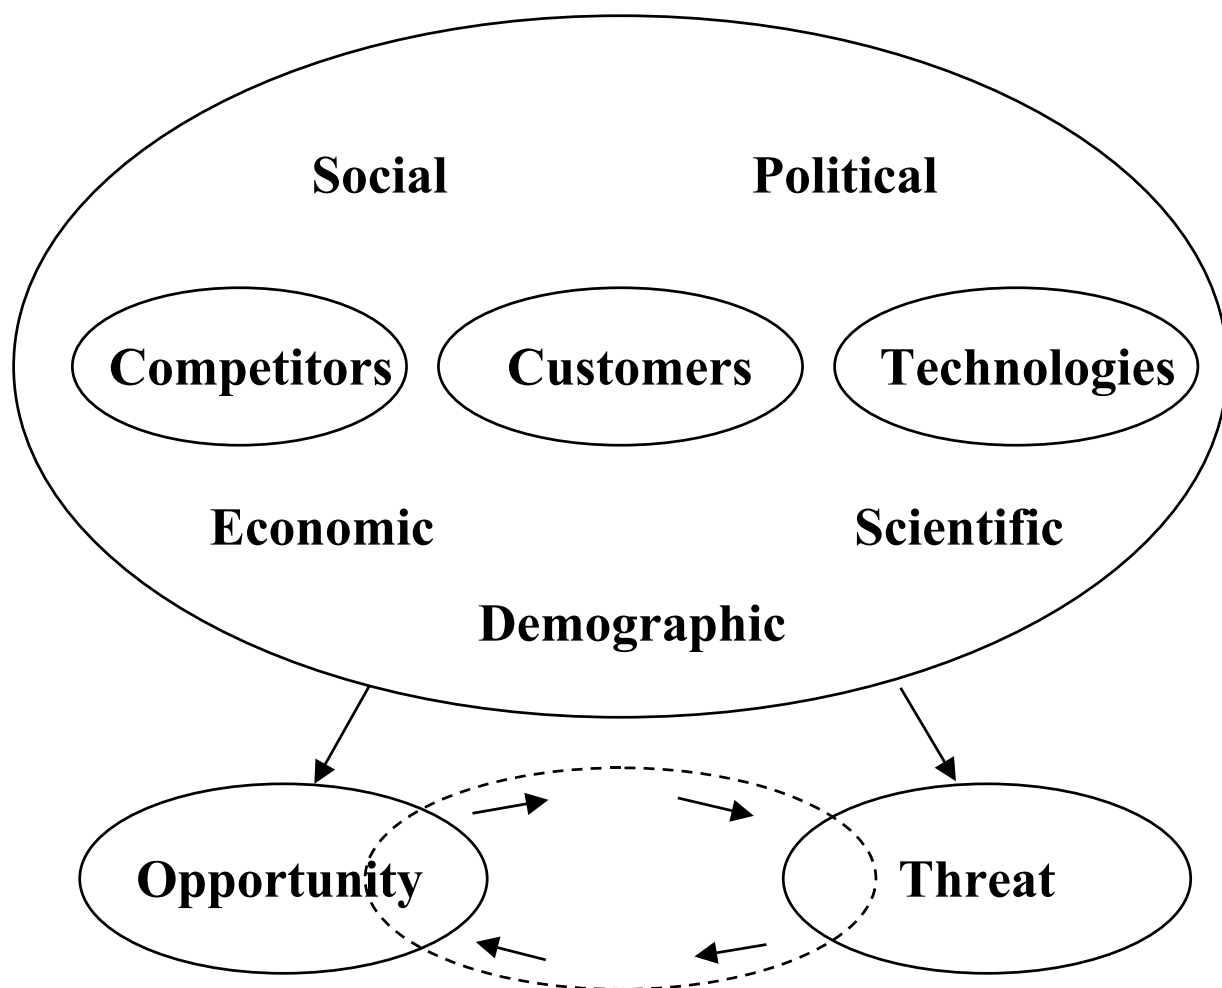 Social Political
Competitors Customers Technologies
Economic Scientific
Demographic
Opportunity Threat